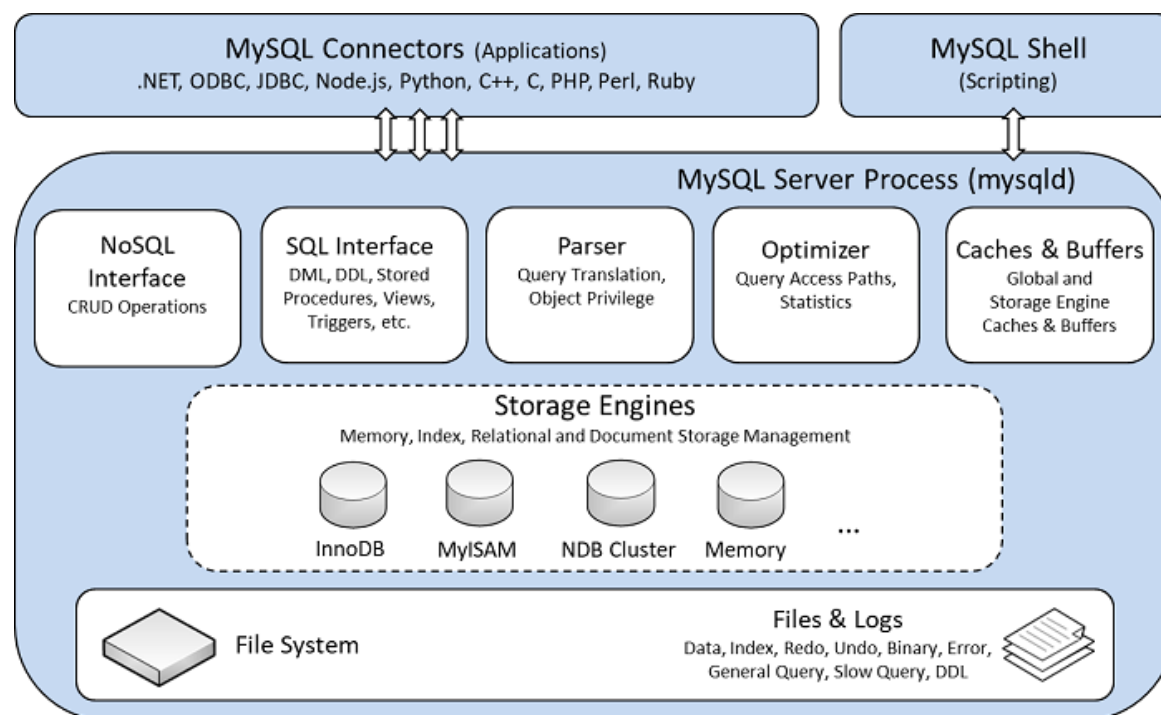 MySQL Connectors (Applications)
.NET, ODBC, JDBC, Node.js, Python, C++, C, PHP, Perl, Ruby
MySQL Shell
(Scripting)
MySQL Server Process (mysqld)
NoSQL
Interface
CRUD Operations
SQL Interface
DML, DDL, Stored
Procedures, Views,
Triggers, etc.
Parser
Query Translation,
Object Privilege
Optimizer
Query Access Paths,
Statistics
Caches & Buffers
Global and
Storage Engine
Caches & Buffers
Storage Engines
Memory, Index, Relational and Document Storage Management
InnoDB
MyISAM
NDB Cluster
Memory
...
File System
Files & Logs
Data, Index, Redo, Undo, Binary, Error,
General Query, Slow Query, DDL